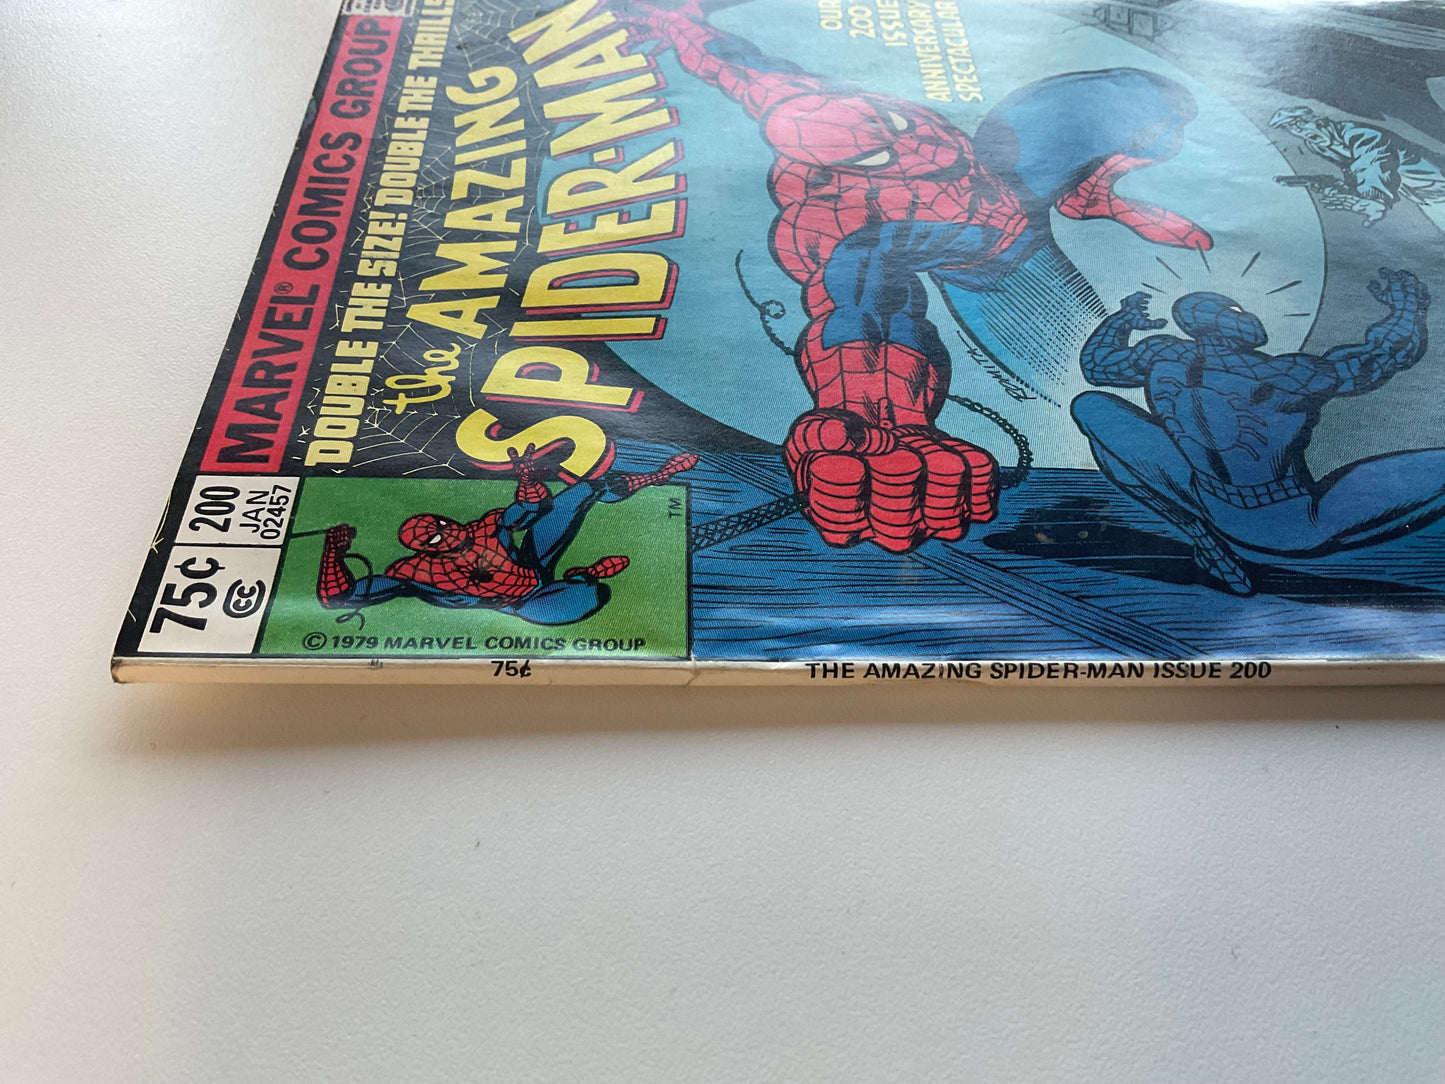 MARVEL® COMICS GROUP
DOUBLE THE SIZE! DOUBLE THE THRILLS
the AMAZING
SPIDER-MAN
OUR
200TH
ISSUE
ANNIVERSARY
SPECTACULAR
75¢
200
JAN
02457
CC
ROMITA
TM
© 1979 MARVEL COMICS GROUP
75¢
THE AMAZING SPIDER-MAN ISSUE 200